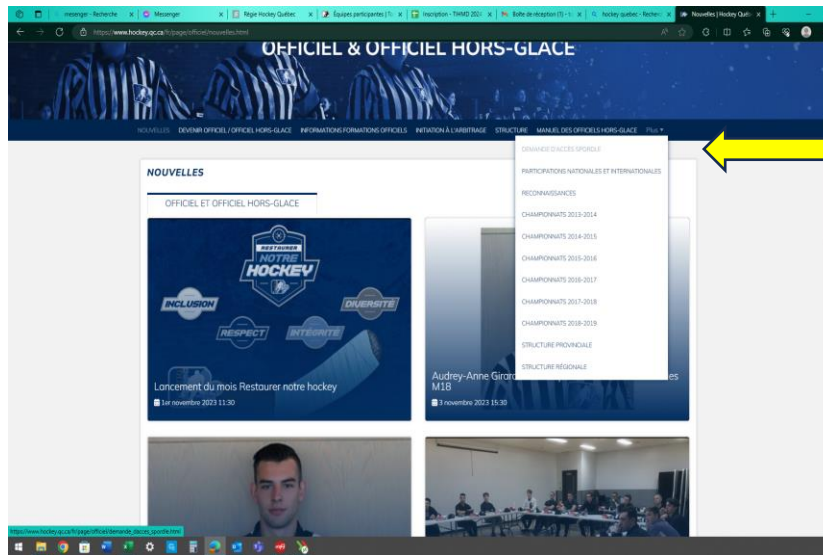 messenger - Recherche
Messenger
Régie Hockey Québec
Équipes participantes | To
Inscription - THMD 202
Boîte de réception (1) - h
hockey quebec - Recherc
Nouvelles | Hockey Québ
https://www.hockey.qc.ca/fr/page/officiel/nouvelles.html
OFFICIEL & OFFICIEL HORS-GLACE
NOUVELLES DEVENIR OFFICIEL / OFFICIEL HORS-GLACE INFORMATIONS FORMATIONS OFFICIELS INITIATION À L'ARBITRAGE STRUCTURE MANUEL DES OFFICIELS HORS-GLACE Plus
DEMANDE D'ACCÈS SPORDLE
PARTICIPATIONS NATIONALES ET INTERNATIONALES
RECONNAISSANCES
CHAMPIONNATS 2013-2014
CHAMPIONNATS 2014-2015
CHAMPIONNATS 2015-2016
CHAMPIONNATS 2016-2017
CHAMPIONNATS 2017-2018
CHAMPIONNATS 2018-2019
STRUCTURE PROVINCIALE
STRUCTURE RÉGIONALE
NOUVELLES
OFFICIEL ET OFFICIEL HORS-GLACE
RESTAURER
NOTRE
HOCKEY
INCLUSION
DIVERSITÉ
RESPECT
INTÉGRITÉ
Lancement du mois Restaurer notre hockey
1er novembre 2023 11:30
Audrey-Anne Girard
es
M18
3 novembre 2023 15:30
https://www.hockey.qc.ca/fr/page/officiel/demande_dacces_spordle.html